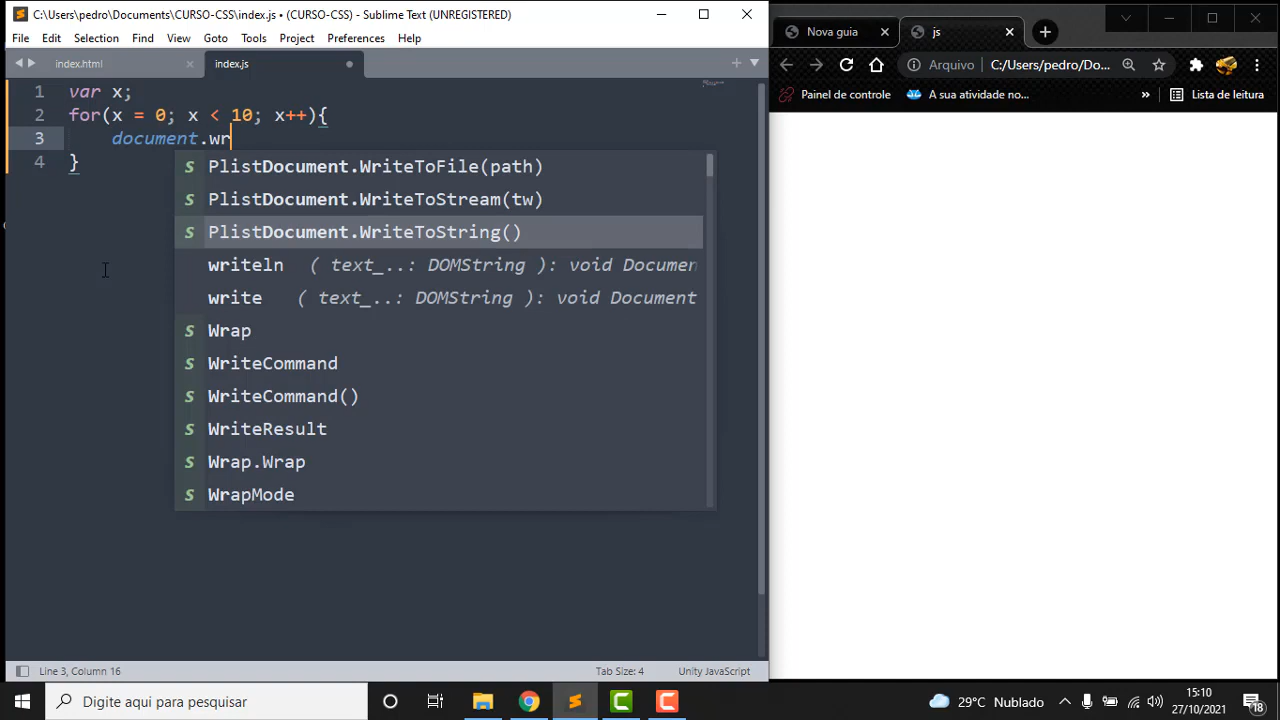 C:\Users\pedro\Documents\CURSO-CSS\index.js • (CURSO-CSS) - Sublime Text (UNREGISTERED)
File Edit Selection Find View Goto Tools Project Preferences Help
index.html
index.js
1 var x;
2 for(x = 0; x < 10; x++){
3 document.wr
4 }
s PlistDocument.WriteToFile(path)
s PlistDocument.WriteToStream(tw)
s PlistDocument.WriteToString()
writeln ( text_..: DOMString ): void Documen
write ( text_..: DOMString ): void Document
s Wrap
s WriteCommand
s WriteCommand()
s WriteResult
s Wrap.Wrap
s WrapMode
Line 3, Column 16
Tab Size: 4
Unity JavaScript
Nova guia
js
Arquivo
C:/Users/pedro/Do...
Painel de controle
A sua atividade no...
»
Lista de leitura
Digite aqui para pesquisar
29°C Nublado
15:10
27/10/2021
18